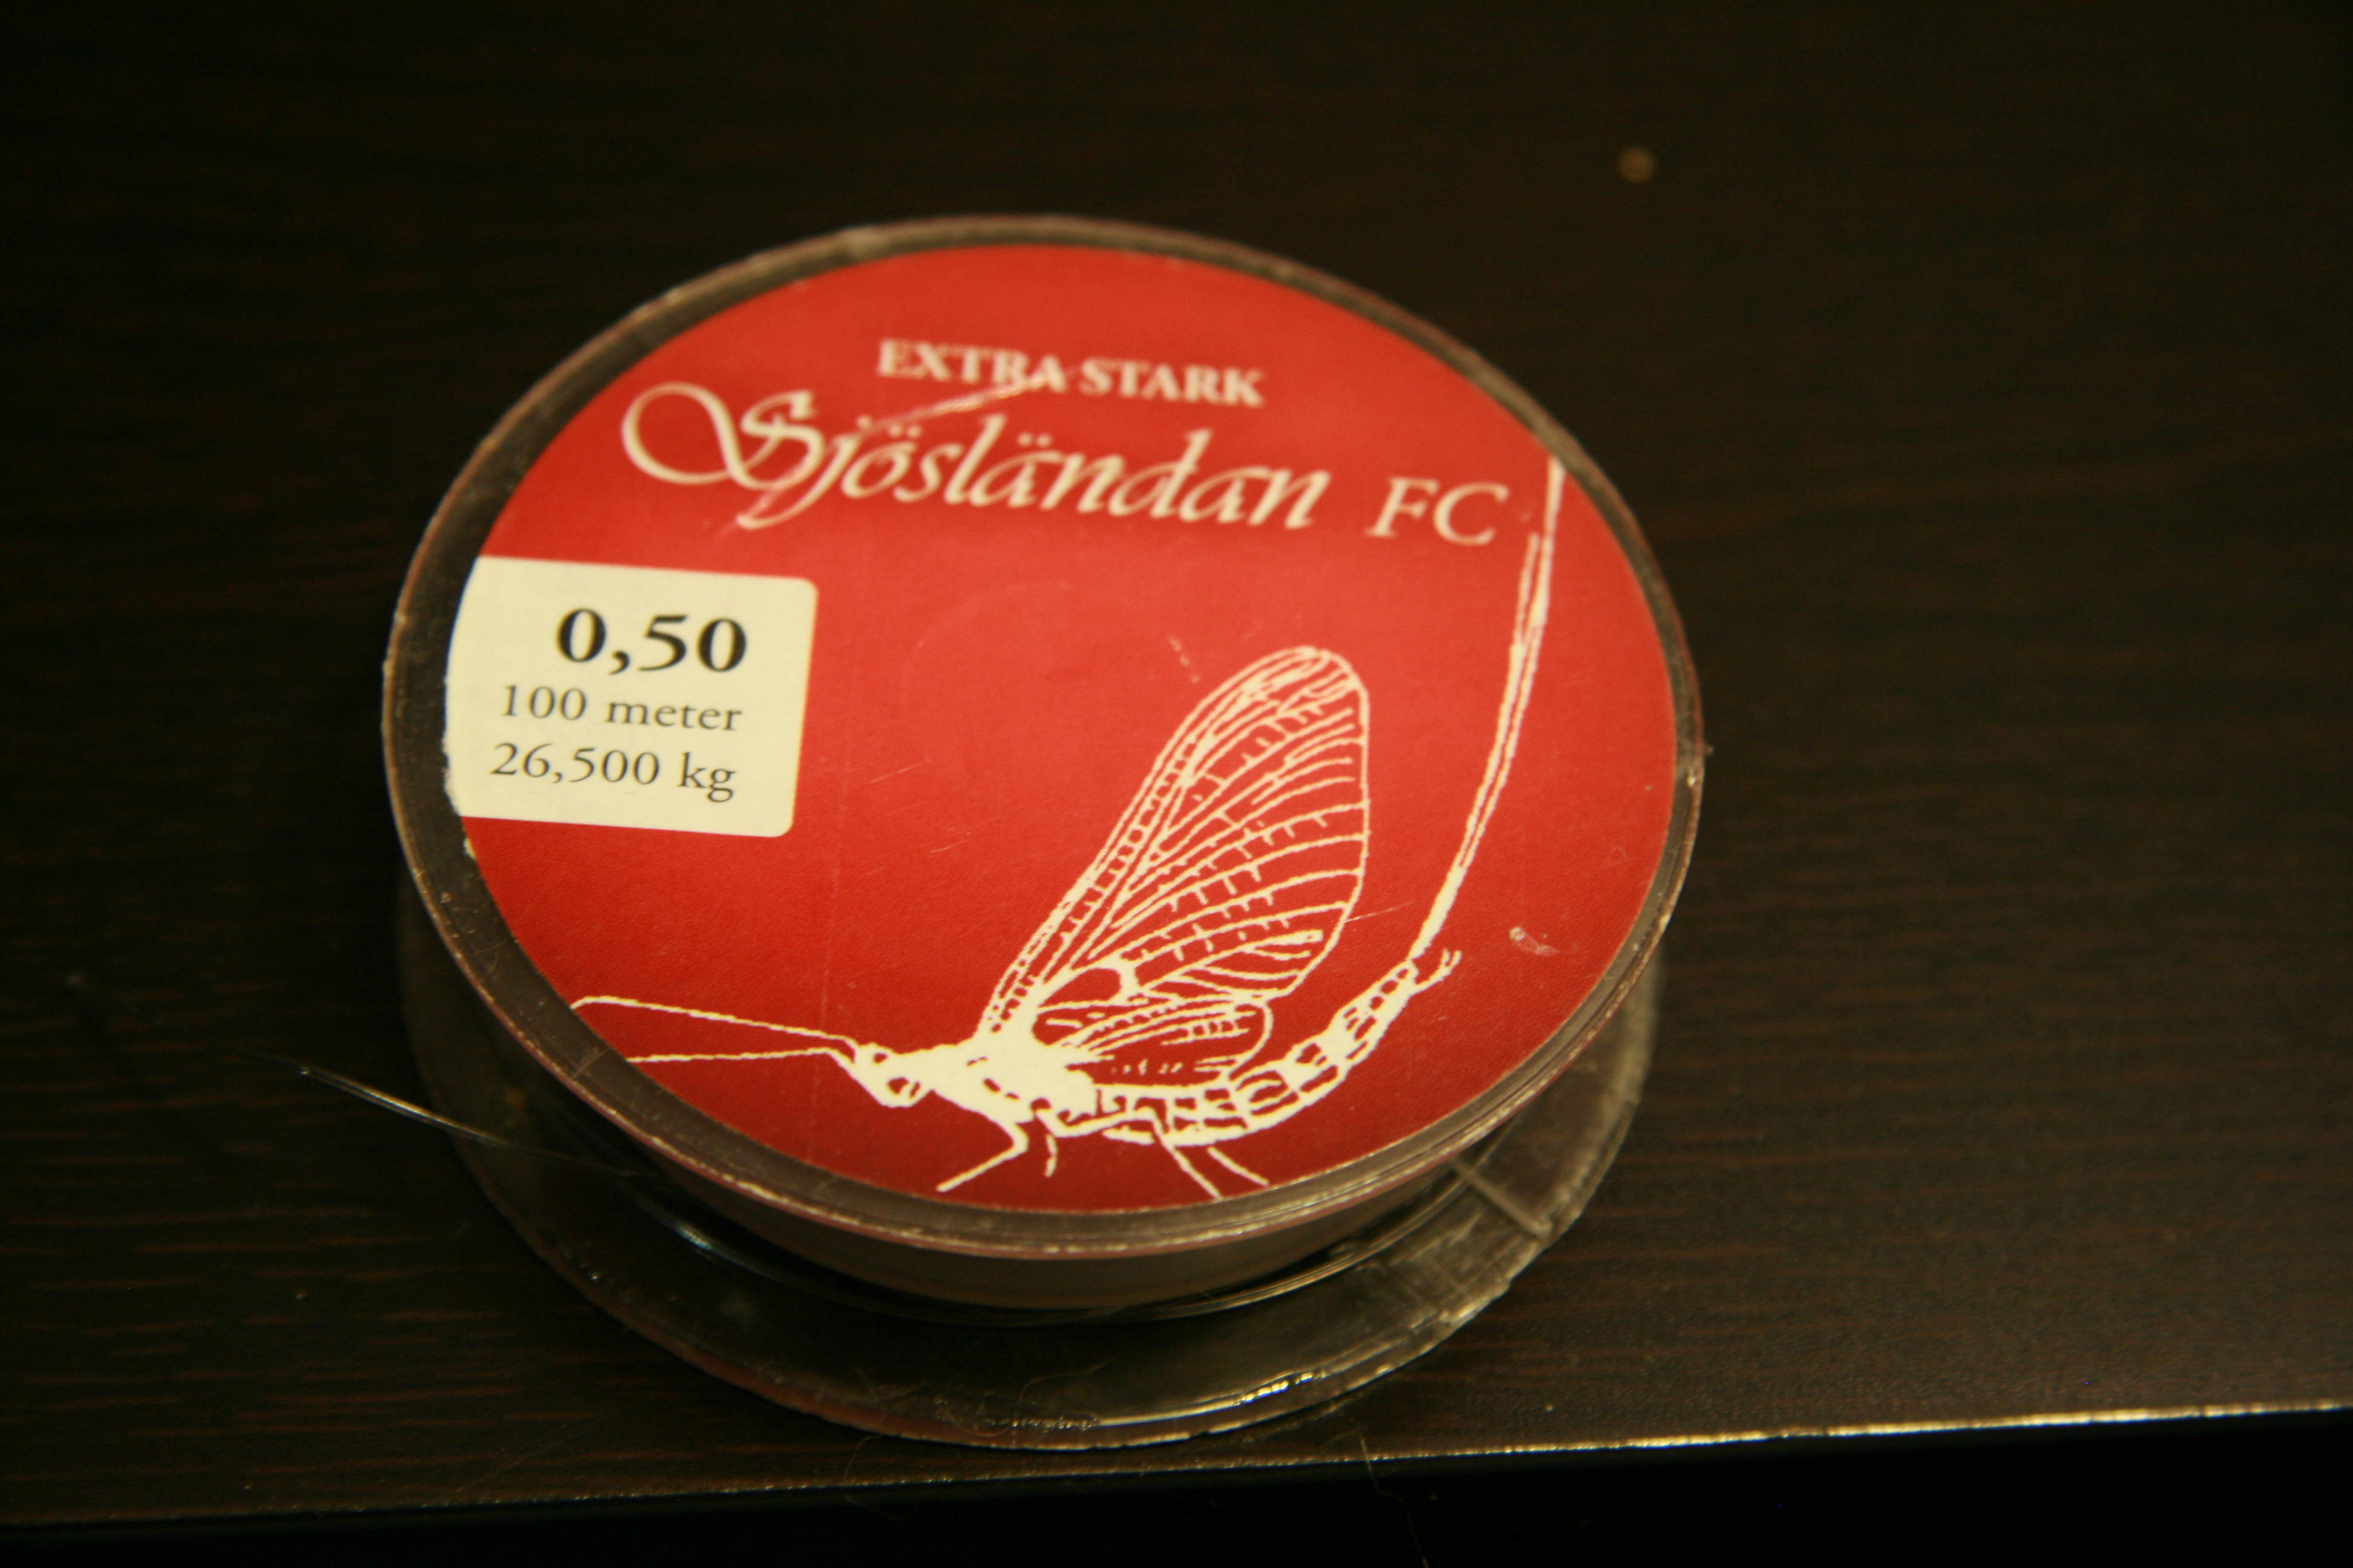 EXTRA STARK
Sjösländan FC
0,50
100 meter
26,500 kg